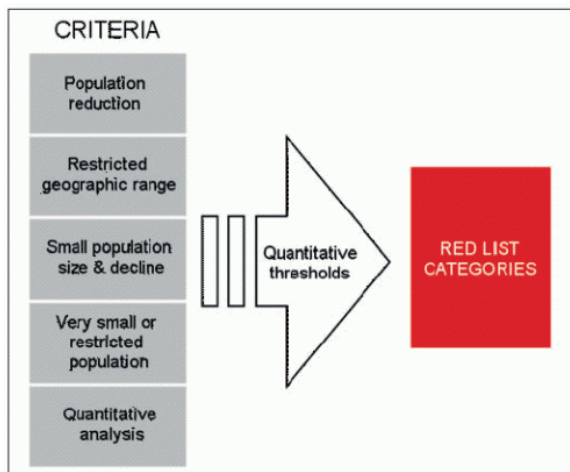 CRITERIA
Population
reduction
Restricted
geographic range
Small population
size & decline
Very small or
restricted
population
Quantitative
analysis
Quantitative
thresholds
RED LIST
CATEGORIES